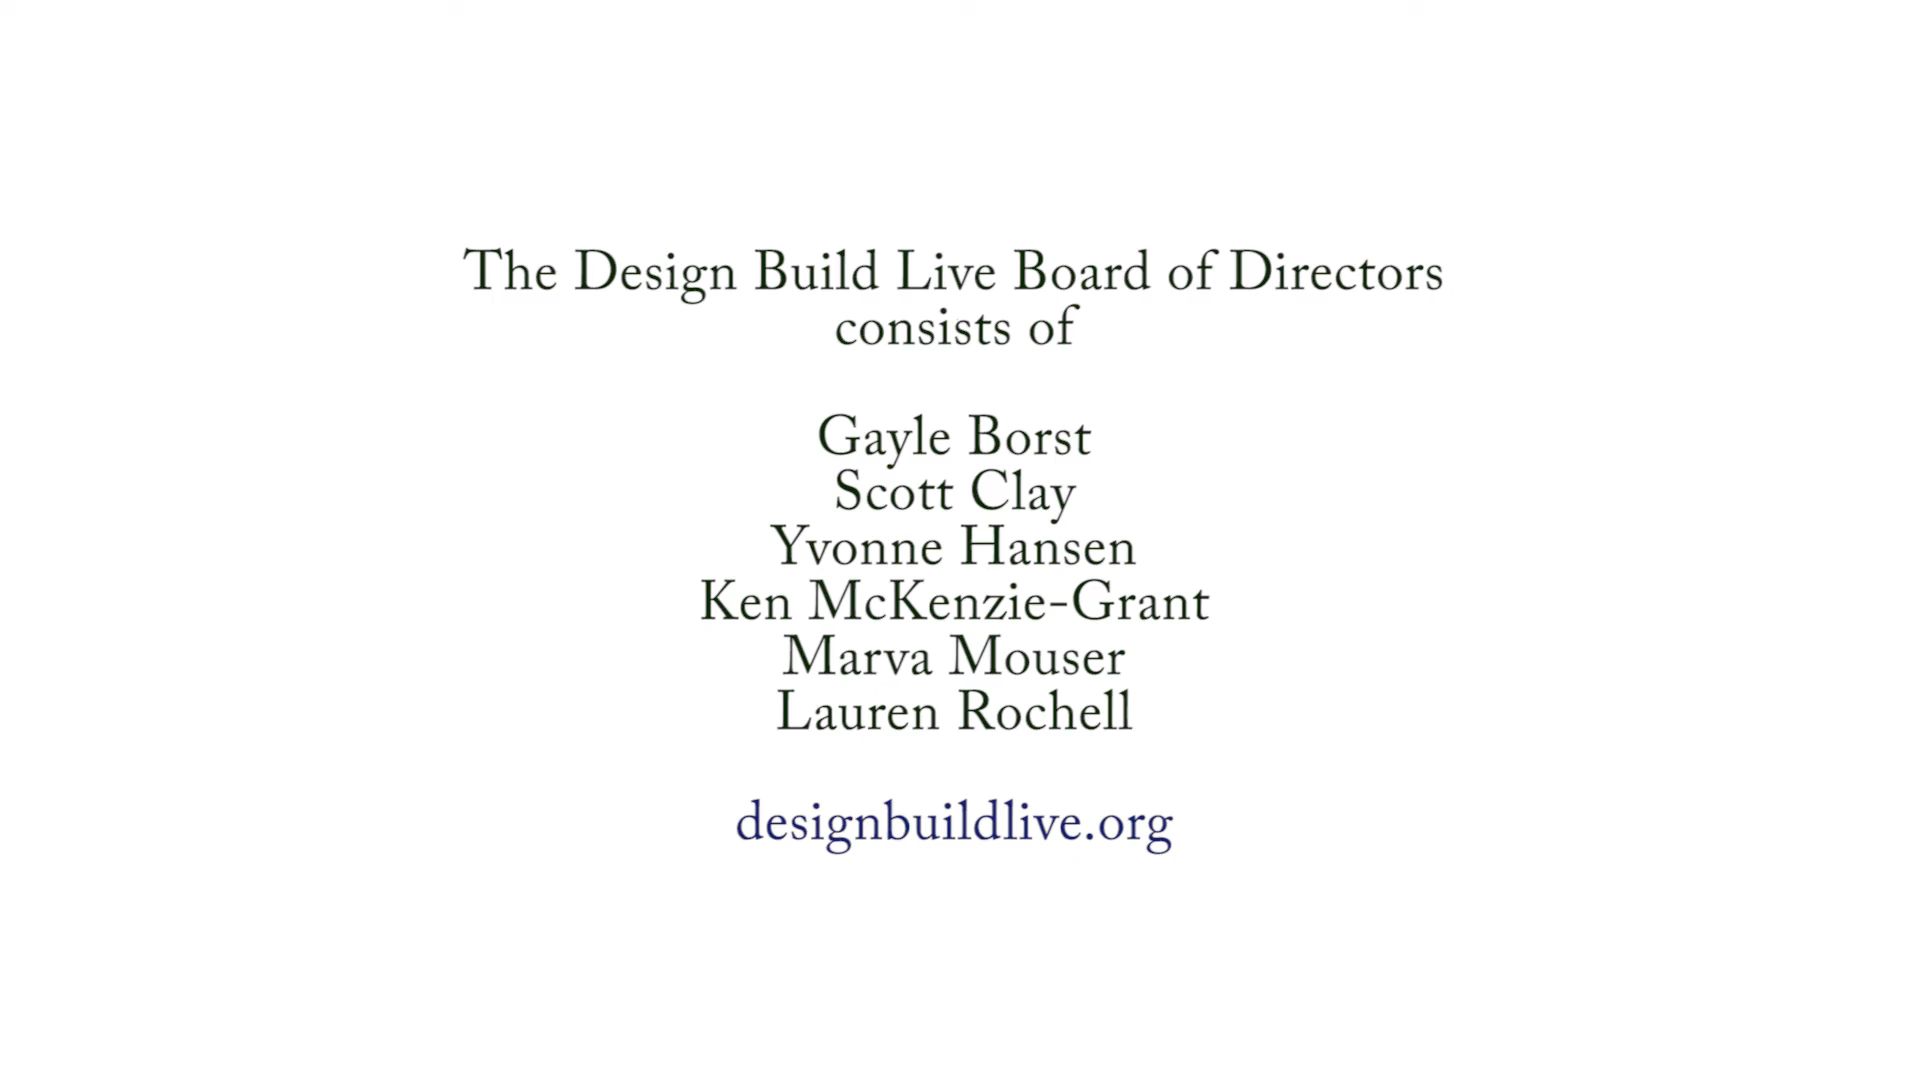 The Design Build Live Board of Directors
consists of
Gayle Borst
Scott Clay
Yvonne Hansen
Ken McKenzie-Grant
Marva Mouser
Lauren Rochell
designbuildlive.org